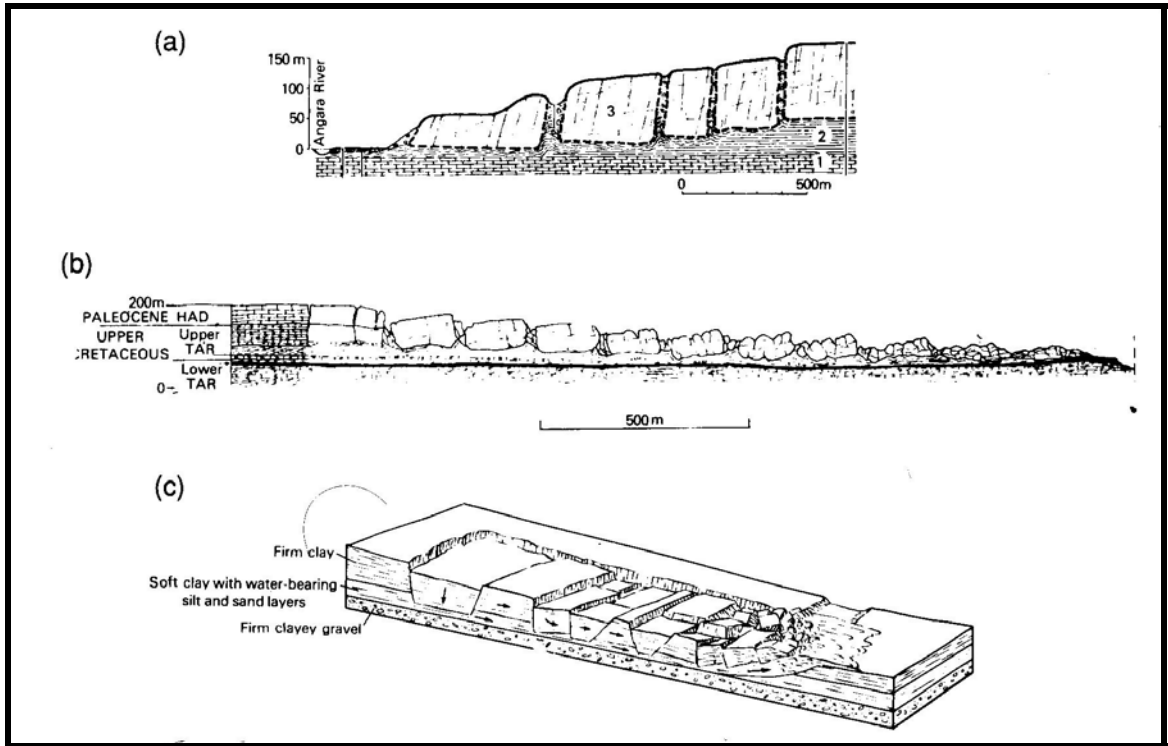 (a)
150 m
100
50
0
Angara River
3
2
1
0 500m
(b)
200m
PALEOCENE HAD
UPPER Upper
CRETACEOUS TAR
Lower
TAR
0
500 m
(c)
Firm clay
Soft clay with water-bearing
silt and sand layers
Firm clayey gravel